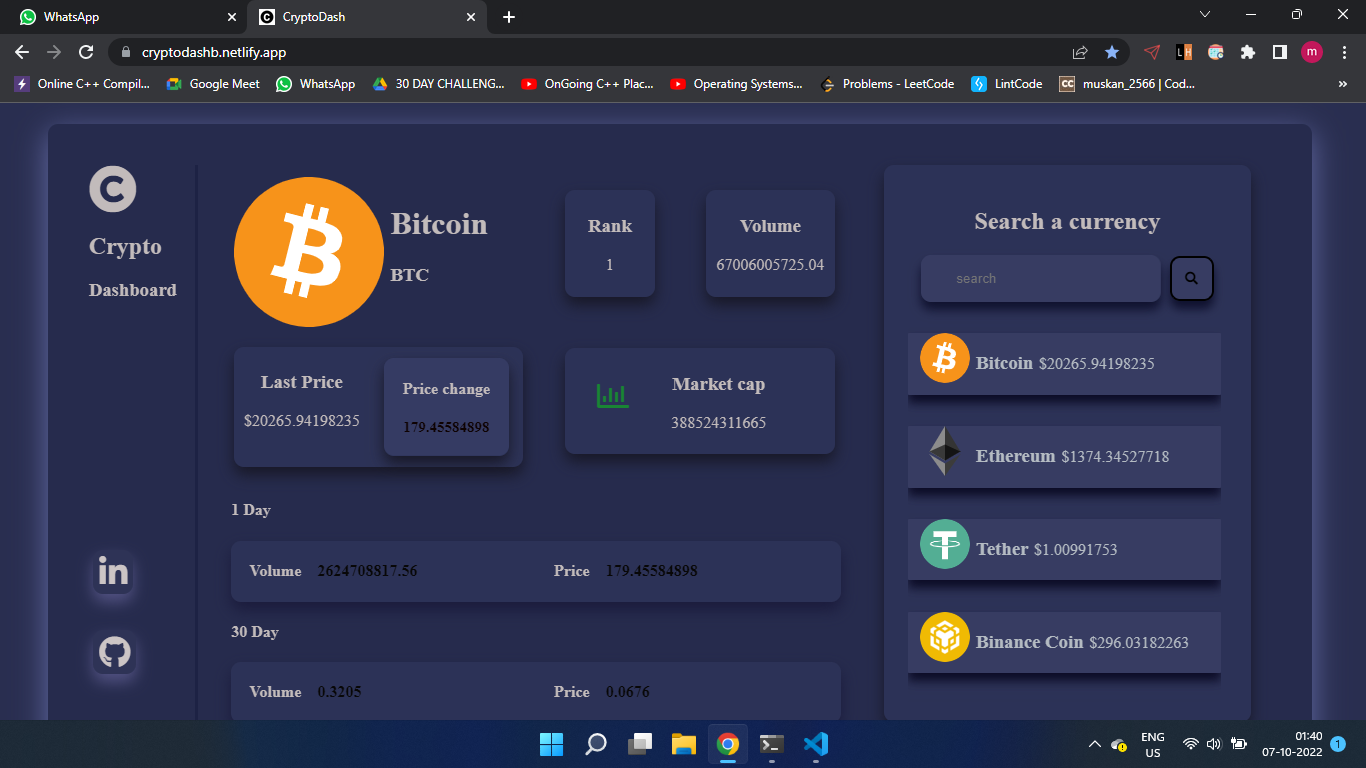 WhatsApp
CryptoDash
cryptodashb.netlify.app
m
Online C++ Compil...
Google Meet
WhatsApp
30 DAY CHALLENG...
OnGoing C++ Plac...
Operating Systems...
Problems - LeetCode
LintCode
CC
muskan_2566 | Cod...
»
C
Crypto
Dashboard
Bitcoin
BTC
Rank
1
Volume
67006005725.04
Last Price
$20265.94198235
Price change
179.45584898
Market cap
388524311665
1 Day
Volume 2624708817.56 Price 179.45584898
30 Day
Volume 0.3205 Price 0.0676
in
Search a currency
search
Bitcoin $20265.94198235
Ethereum $1374.34527718
Tether $1.00991753
Binance Coin $296.03182263
ENG
US
01:40
07-10-2022
1